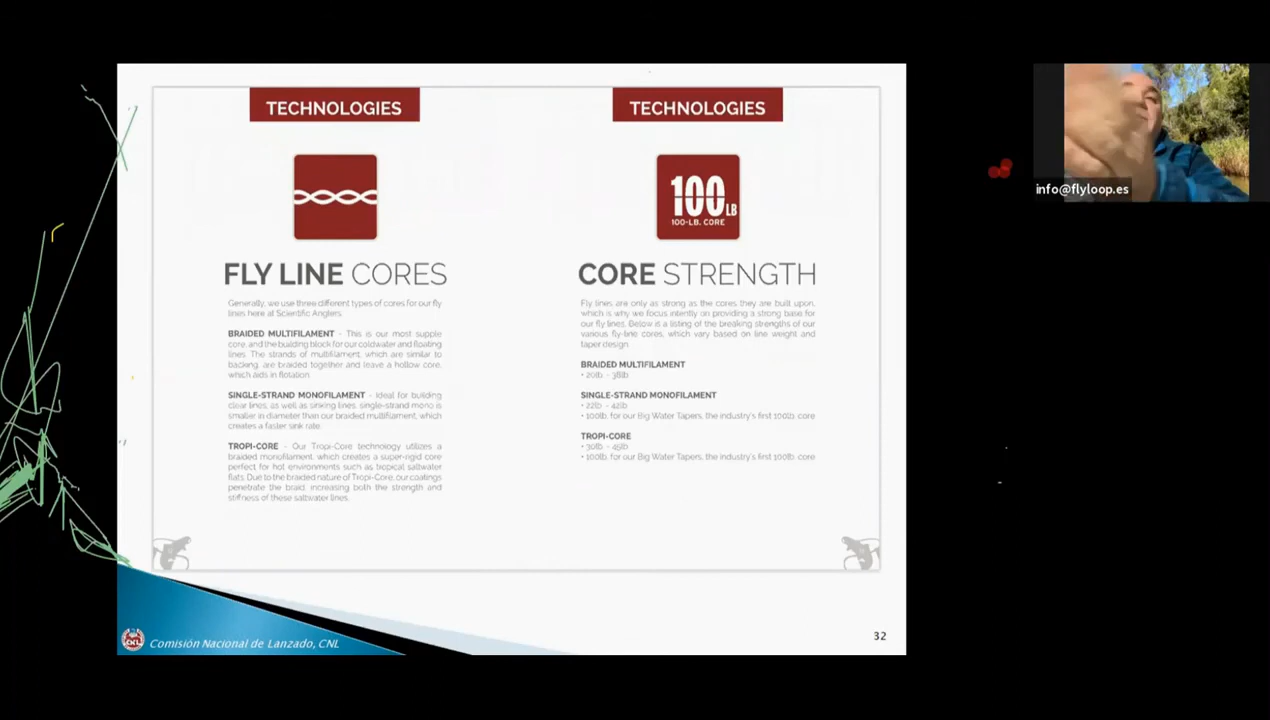 TECHNOLOGIES
FLY LINE CORES
Generally, we use three different types of cores for our fly
lines here at Scientific Anglers.
BRAIDED MULTIFILAMENT - This is our most supple
core, and the building block for our coldwater and floating
lines. The strands of multifilament, which are similar to
backing, are braided together and leave a hollow core,
which aids in flotation.
SINGLE-STRAND MONOFILAMENT - Ideal for building
clear lines, as well as sinking lines, single-strand mono is
smaller in diameter than our braided multifilament, which
creates a faster sink rate.
TROPI-CORE - Our Tropi-Core technology utilizes a
braided monofilament, which creates a super-rigid core
perfect for hot environments such as tropical saltwater
flats. Due to the braided nature of Tropi-Core, our coatings
penetrate the braid, increasing both the strength and
stiffness of these saltwater lines.
TECHNOLOGIES
100 LB
100-LB. CORE
CORE STRENGTH
Fly lines are only as strong as the cores they are built upon,
which is why we focus intently on providing a strong base for
our fly lines. Below is a listing of the breaking strengths of our
various fly-line cores, which vary based on line weight and
taper design.
BRAIDED MULTIFILAMENT
• 20lb. - 38lb
SINGLE-STRAND MONOFILAMENT
• 22lb. - 42lb
• 100lb. for our Big Water Tapers, the industry's first 100lb. core
TROPI-CORE
• 30lb - 45lb
• 100lb. for our Big Water Tapers, the industry's first 100lb. core
CNL
Comisión Nacional de Lanzado, CNL
32
info@flyloop.es